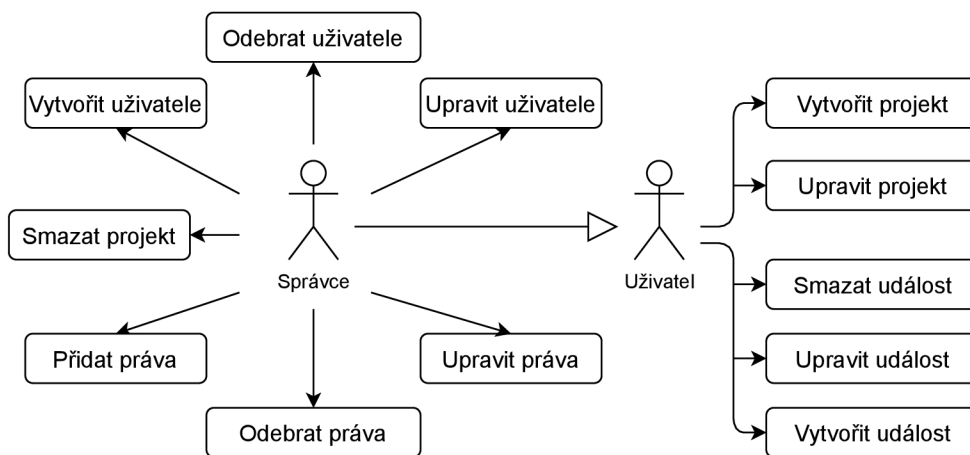 Odebrat uživatele
Vytvořit uživatele
Upravit uživatele
Smazat projekt
Správce
Přidat práva
Upravit práva
Odebrat práva
Uživatel
Vytvořit projekt
Upravit projekt
Smazat událost
Upravit událost
Vytvořit událost